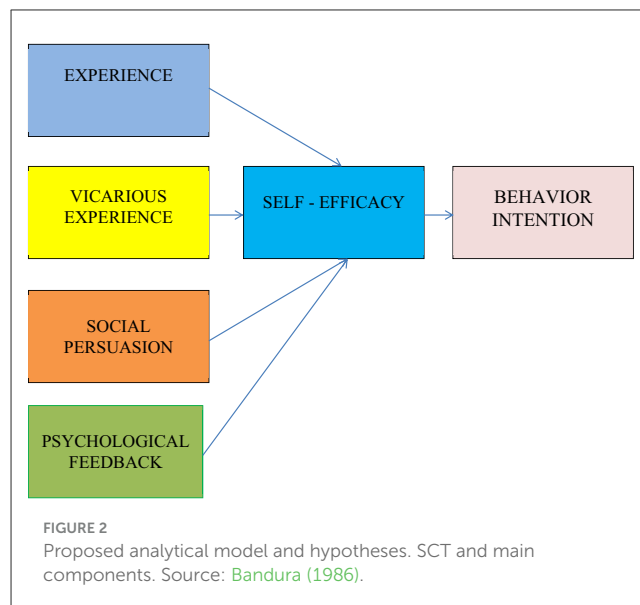 EXPERIENCE
VICARIOUS
EXPERIENCE
SELF - EFFICACY
BEHAVIOR
INTENTION
SOCIAL
PERSUASION
PSYCHOLOGICAL
FEEDBACK
FIGURE 2
Proposed analytical model and hypotheses. SCT and main
components. Source: Bandura (1986).